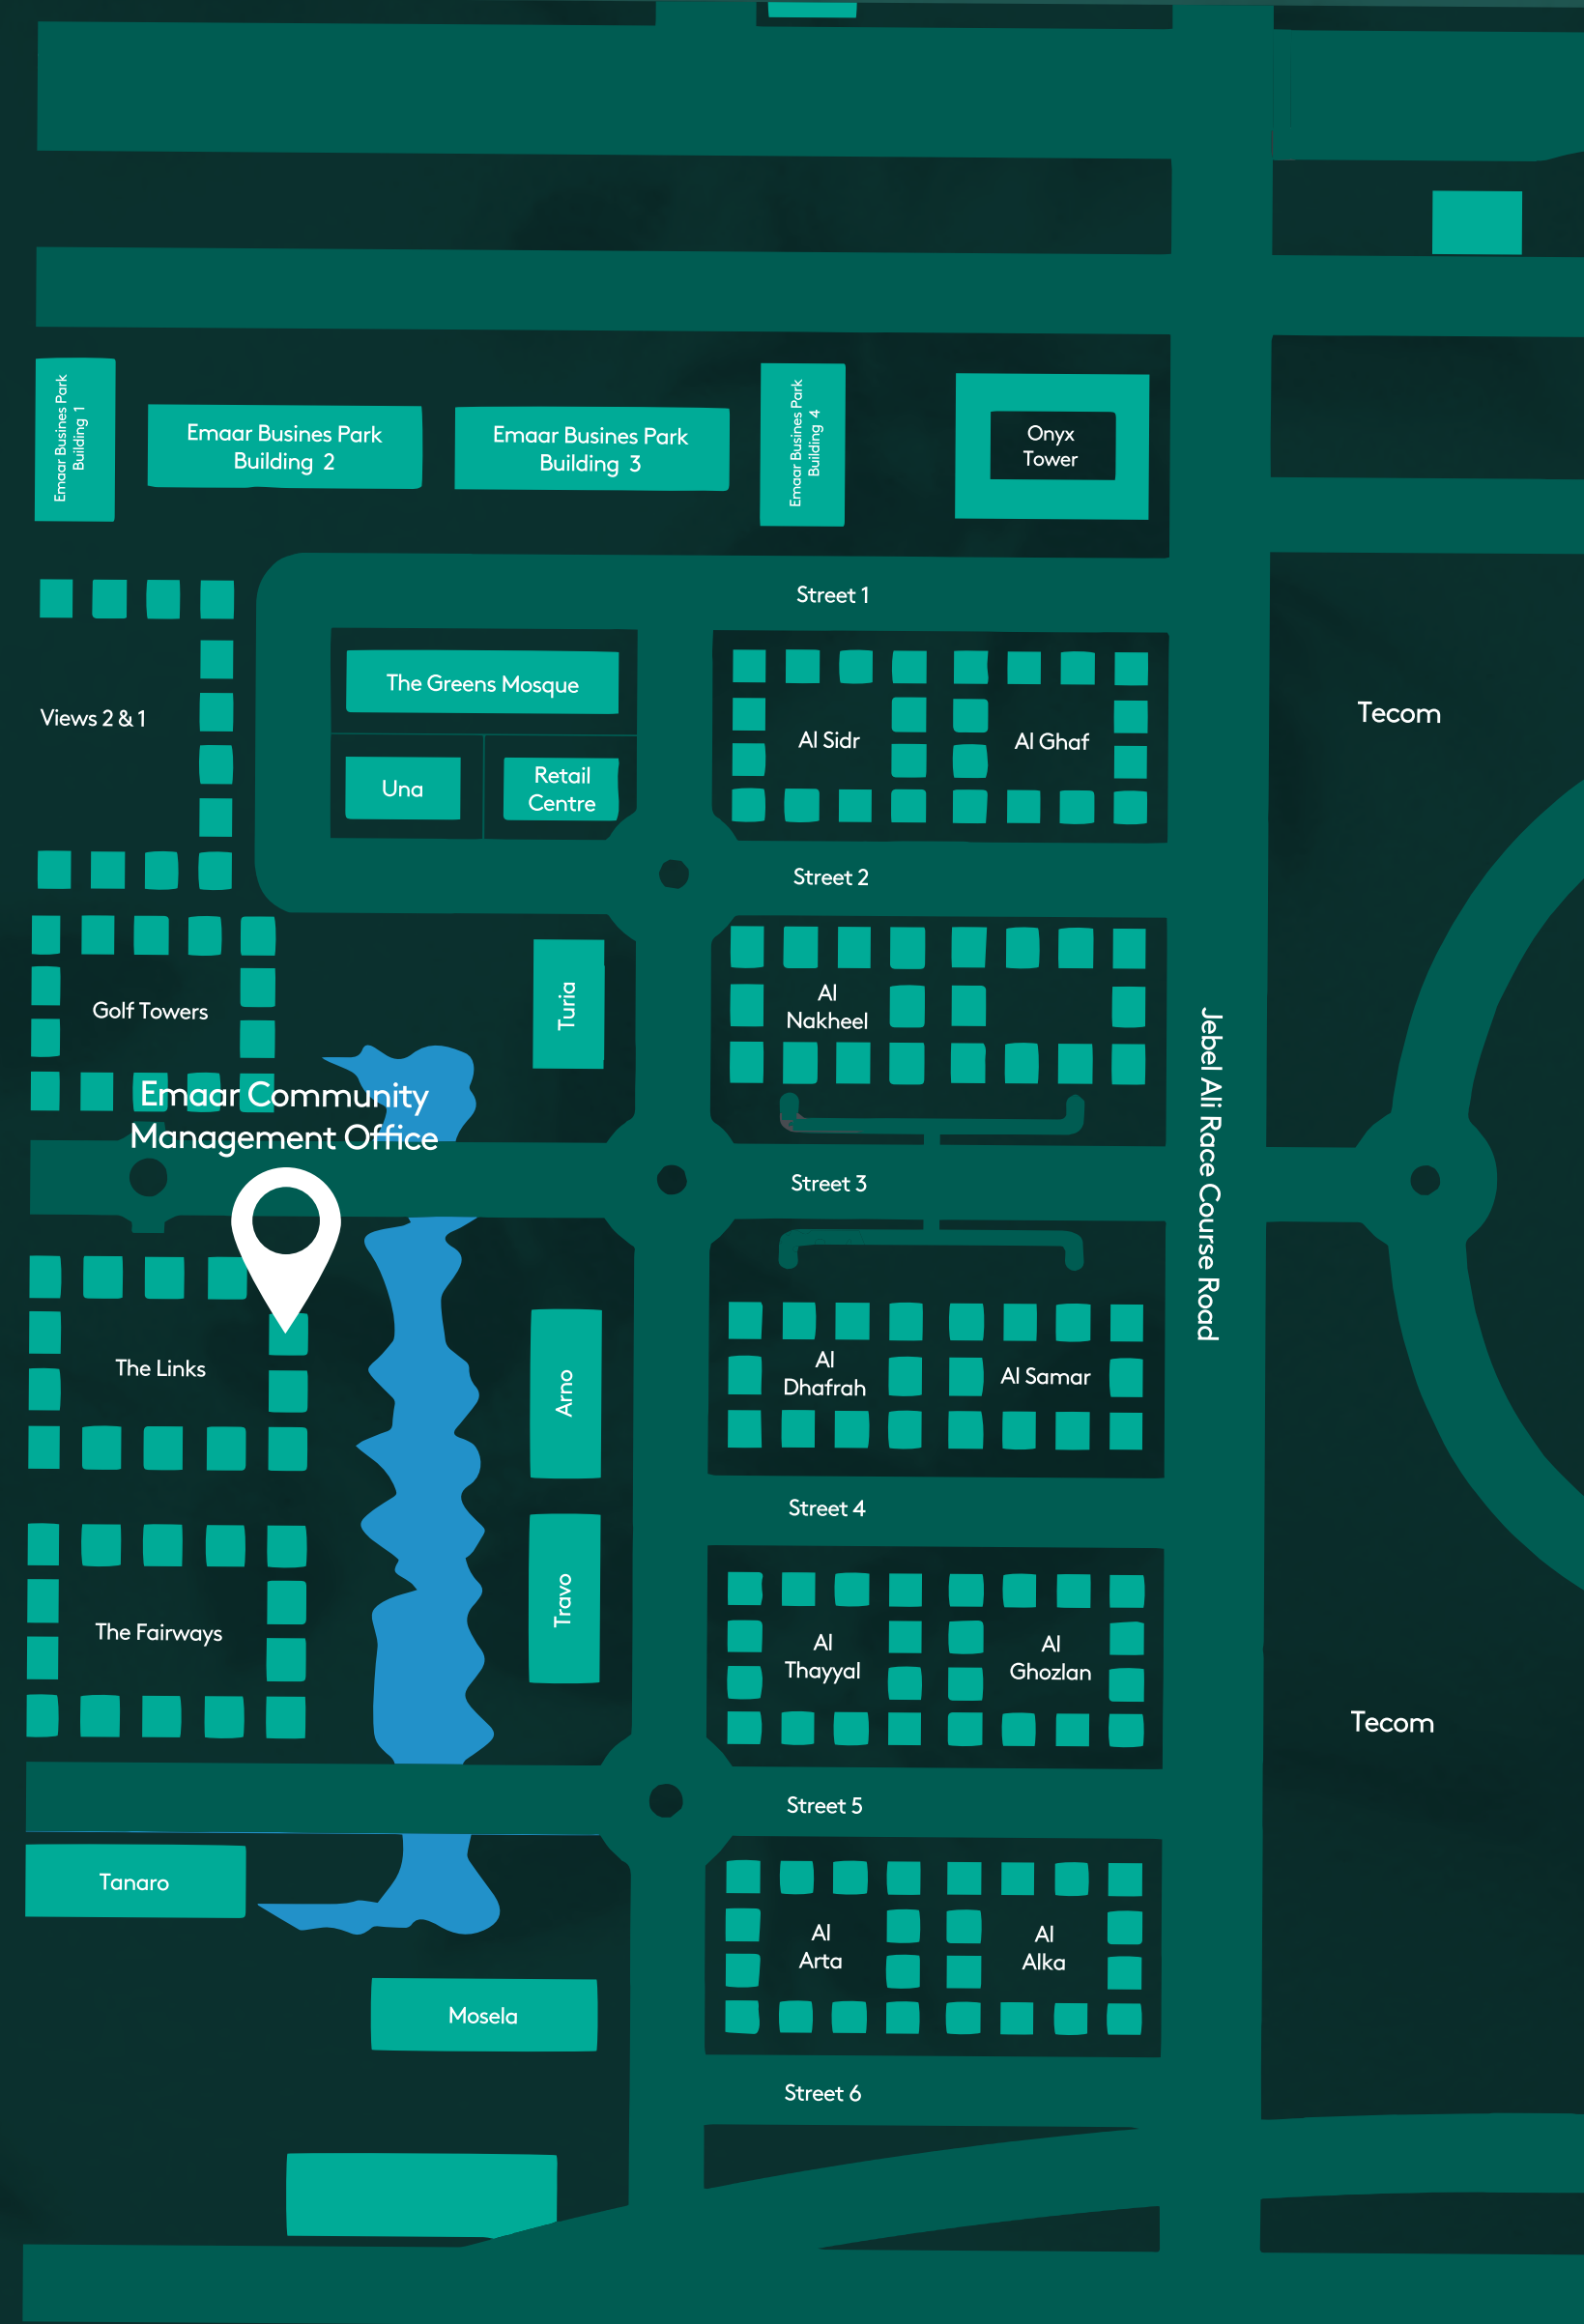 Emaar Busines Park
Building 1
Emaar Busines Park
Building 2
Emaar Busines Park
Building 3
Emaar Busines Park
Building 4
Onyx
Tower
Street 1
The Greens Mosque
Views 2 & 1
Al Sidr
Al Ghaf
Tecom
Una
Retail
Centre
Street 2
Golf Towers
Turia
Al
Nakheel
Jebel Ali Race Course Road
Emaar Community
Management Office
Street 3
The Links
Arno
Al
Dhafrah
Al Samar
Street 4
The Fairways
Travo
Al
Thayyal
Al
Ghozlan
Tecom
Street 5
Tanaro
Al
Arta
Al
Alka
Mosela
Street 6